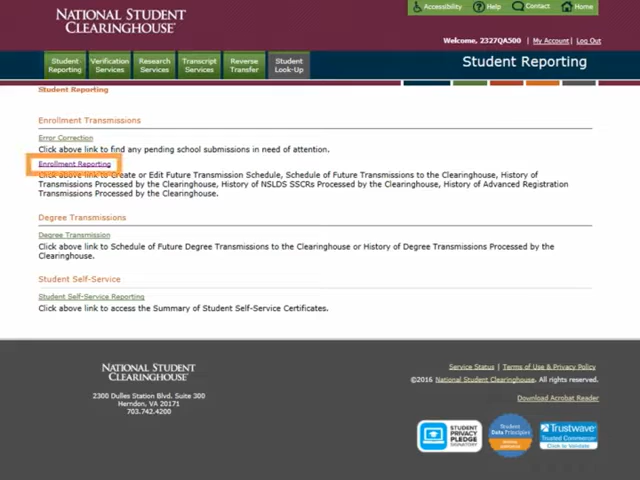 NATIONAL STUDENT
CLEARINGHOUSE
Accessibility Help Contact Home
Welcome, 2327QA500 | My Account | Log Out
Student Reporting
Verification Services
Research Services
Transcript Services
Reverse Transfer
Student Look-Up
Student Reporting
Student Reporting
Enrollment Transmissions
Error Correction
Click above link to find any pending school submissions in need of attention.
Enrollment Reporting
Click above link to Create or Edit Future Transmission Schedule, Schedule of Future Transmissions to the Clearinghouse, History of
Transmissions Processed by the Clearinghouse, History of NSLDS SSCRs Processed by the Clearinghouse, History of Advanced Registration
Transmissions Processed by the Clearinghouse.
Degree Transmissions
Degree Transmission
Click above link to Schedule of Future Degree Transmissions to the Clearinghouse or History of Degree Transmissions Processed by the
Clearinghouse.
Student Self-Service
Student Self-Service Reporting
Click above link to access the Summary of Student Self-Service Certificates.
NATIONAL STUDENT
CLEARINGHOUSE
2300 Dulles Station Blvd. Suite 300
Herndon, VA 20171
703.742.4200
Service Status | Terms of Use & Privacy Policy
©2016 National Student Clearinghouse. All rights reserved.
Download Acrobat Reader
STUDENT
PRIVACY
PLEDGE
SIGNATORY
Student
Data Principles
Trustwave
Trusted Commerce
Click to Validate